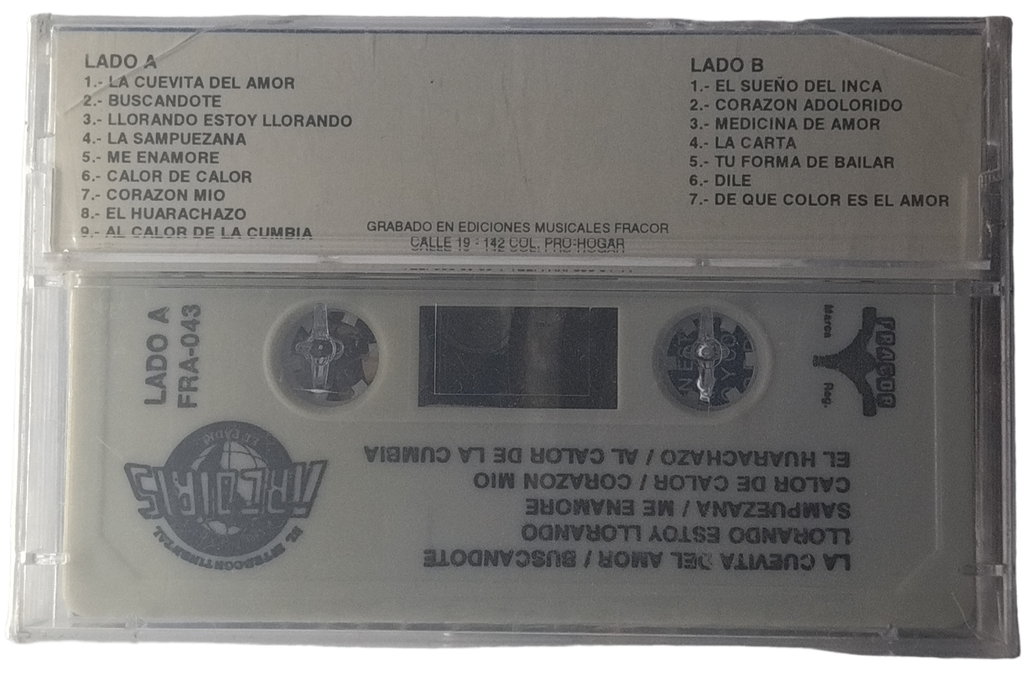 LADO A
1.- LA CUEVITA DEL AMOR
2.- BUSCANDOTE
3.- LLORANDO ESTOY LLORANDO
4.- LA SAMPUEZANA
5.- ME ENAMORE
6.- CALOR DE CALOR
7.- CORAZON MIO
8.- EL HUARACHAZO
9.- AL CALOR DE LA CUMBIA
LADO B
1.- EL SUEÑO DEL INCA
2.- CORAZON ADOLORIDO
3.- MEDICINA DE AMOR
4.- LA CARTA
5.- TU FORMA DE BAILAR
6.- DILE
7.- DE QUE COLOR ES EL AMOR
GRABADO EN EDICIONES MUSICALES FRACOR
CALLE 19 : 142 COL. PRO-HOGAR
LADO A
FRA-043
FRACOR
Marca
Reg.
LA CUEVITA DEL AMOR / BUSCANDOTE
LLORANDO ESTOY LLORANDO
SAMPUEZANA / ME ENAMORE
CALOR DE CALOR / CORAZON MIO
EL HUARACHAZO / AL CALOR DE LA CUMBIA
EL INTERCONTINENTAL